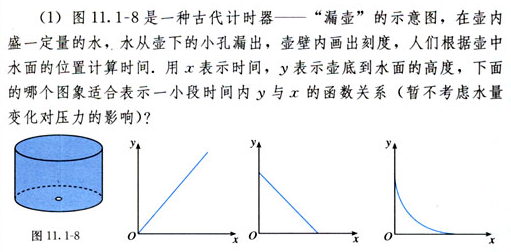 (1) 图 11.1-8 是一种古代计时器——“漏壶”的示意图，在壶内
盛一定量的水，水从壶下的小孔漏出，壶壁内画出刻度，人们根据壶中
水面的位置计算时间．用 x 表示时间，y 表示壶底到水面的高度，下面
的哪个图象适合表示一小段时间内 y 与 x 的函数关系（暂不考虑水量
变化对压力的影响）？
y
y
y
O
x
O
x
O
x
图 11.1-8